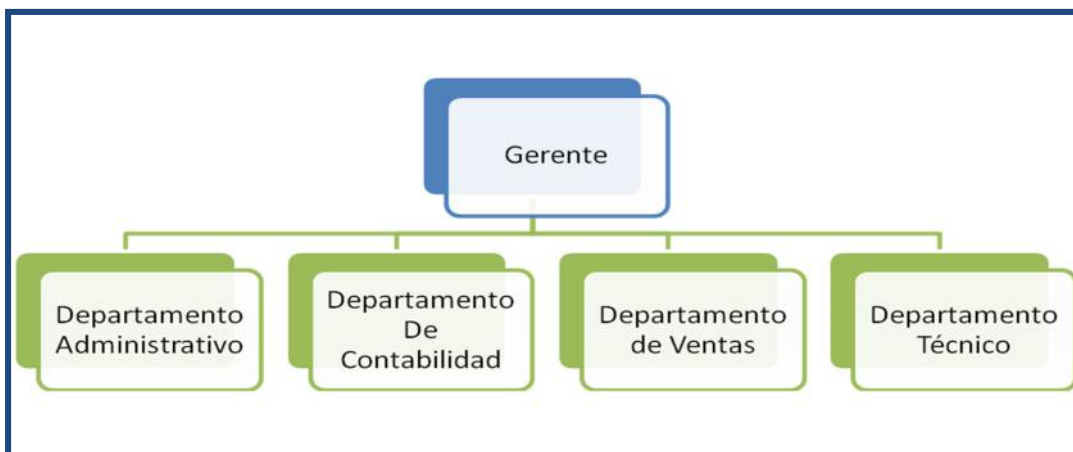 Gerente
Departamento
Administrativo
Departamento
De
Contabilidad
Departamento
de Ventas
Departamento
Técnico